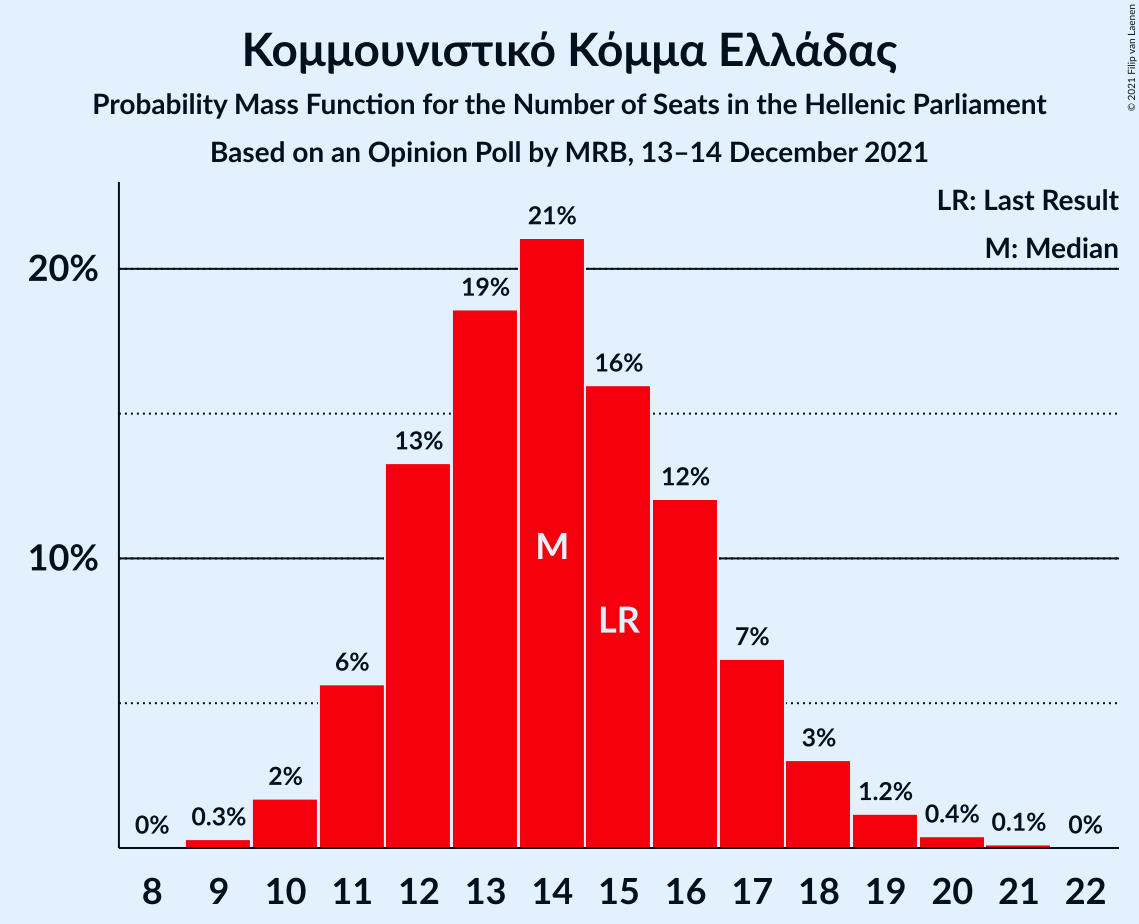 Κομμουνιστικό Κόμμα Ελλάδας
Probability Mass Function for the Number of Seats in the Hellenic Parliament
Based on an Opinion Poll by MRB, 13–14 December 2021
© 2021 Filip van Laenen
LR: Last Result
M: Median
20%
10%
0%
0.3%
2%
6%
13%
19%
21%
16%
12%
7%
3%
1.2%
0.4%
0.1%
0%
M
LR
8 9 10 11 12 13 14 15 16 17 18 19 20 21 22